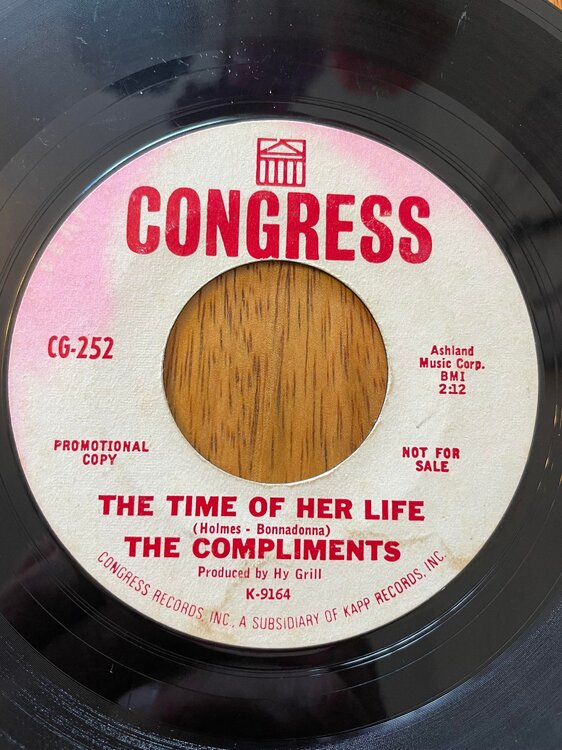 CONGRESS
CG-252
Ashland
Music Corp.
BMI
2:12
PROMOTIONAL
COPY
NOT FOR
SALE
THE TIME OF HER LIFE
(Holmes - Bonnadonna)
THE COMPLIMENTS
Produced by Hy Grill
K-9164
CONGRESS RECORDS, INC., A SUBSIDIARY OF KAPP RECORDS, INC.